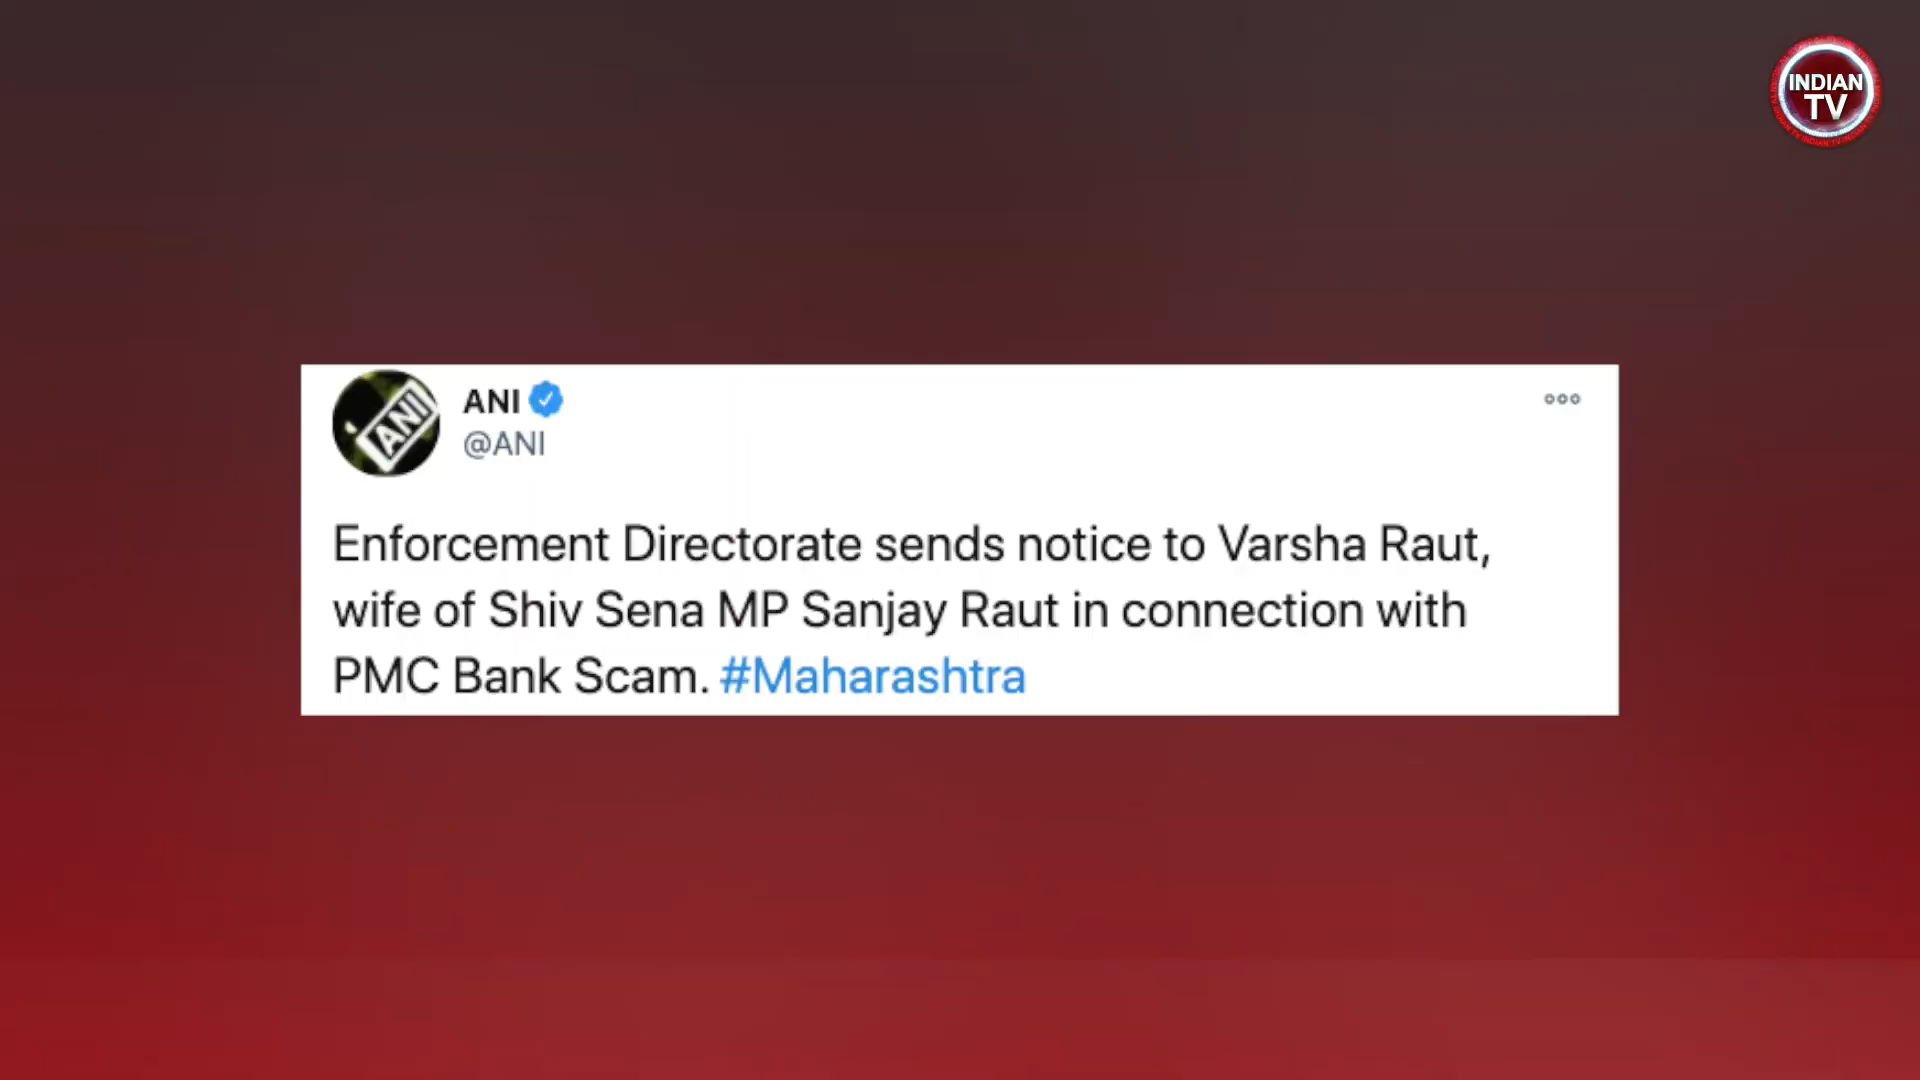 INDIAN
TV
ANI
ANI
@ANI
Enforcement Directorate sends notice to Varsha Raut,
wife of Shiv Sena MP Sanjay Raut in connection with
PMC Bank Scam. #Maharashtra